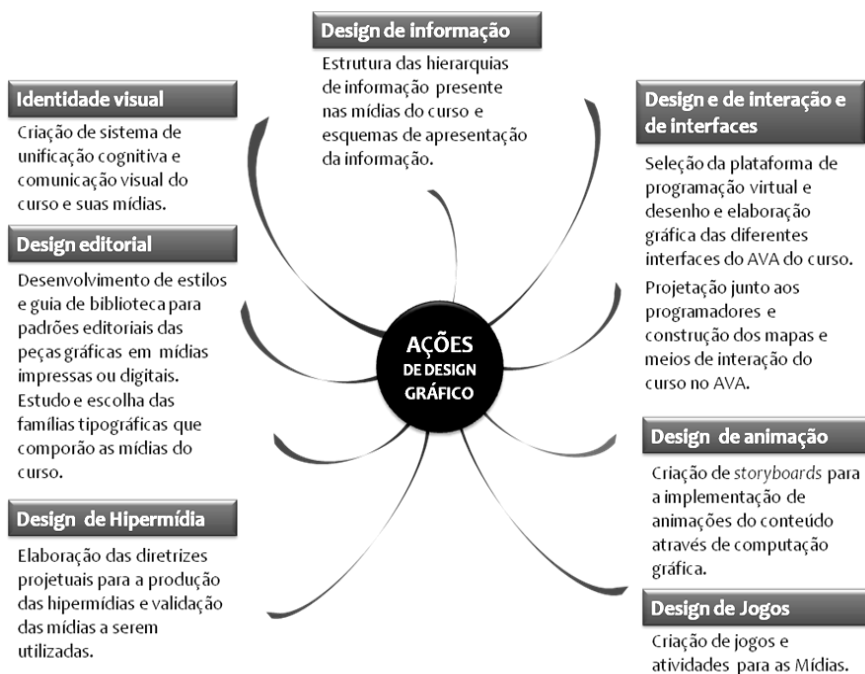 Design de informação
Estrutura das hierarquias
de informação presente
nas mídias do curso e
esquemas de apresentação
da informação.
Identidade visual
Criação de sistema de
unificação cognitiva e
comunicação visual do
curso e suas mídias.
Design editorial
Desenvolvimento de estilos
e guia de biblioteca para
padrões editoriais das
peças gráficas em mídias
impressas ou digitais.
Estudo e escolha das
famílias tipográficas que
comporão as mídias do
curso.
Design de Hipermídia
Elaboração das diretrizes
projetuais para a produção
das hipermídias e validação
das mídias a serem
utilizadas.
AÇÕES
DE DESIGN
GRÁFICO
Design e de interação e
de interfaces
Seleção da plataforma de
programação virtual e
desenho e elaboração
gráfica das diferentes
interfaces do AVA do curso.
Projetação junto aos
programadores e
construção dos mapas e
meios de interação do
curso no AVA.
Design de animação
Criação de storyboards para
a implementação de
animações do conteúdo
através de computação
gráfica.
Design de Jogos
Criação de jogos e
atividades para as Mídias.